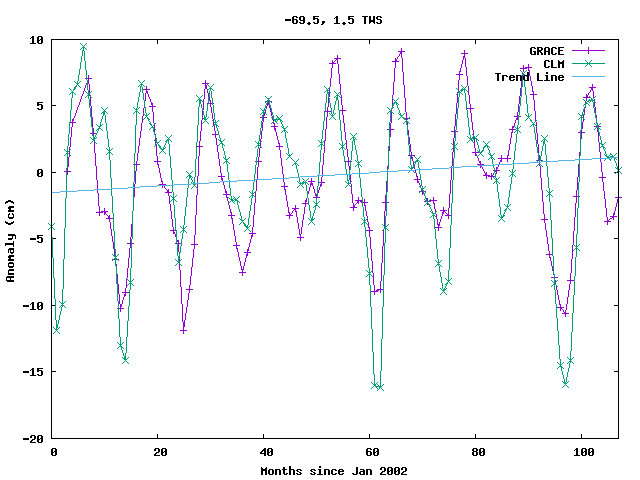 -69.5, 1.5 TWS
GRACE
CLM
Trend Line
10
5
0
-5
-10
-15
-20
Anomaly (cm)
0 20 40 60 80 100
Months since Jan 2002